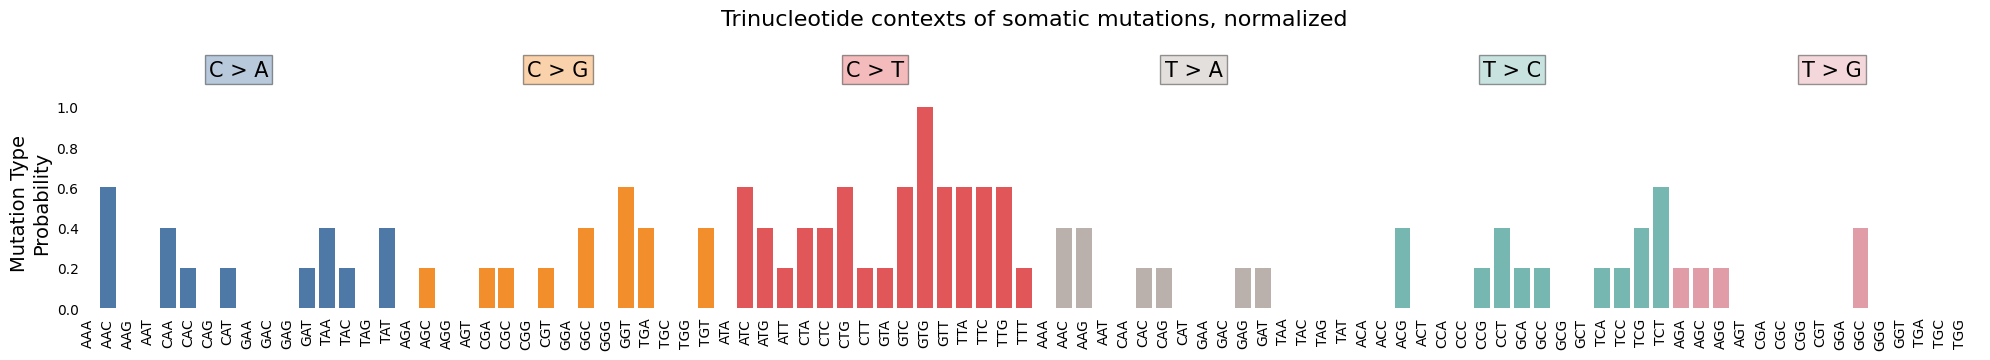 Trinucleotide contexts of somatic mutations, normalized
C > A
C > G
C > T
T > A
T > C
T > G
Mutation Type
Probability
1.0
0.8
0.6
0.4
0.2
0.0
AAA
AAC
AAG
AAT
CAA
CAC
CAG
CAT
GAA
GAC
GAG
GAT
TAA
TAC
TAG
TAT
AGA
AGC
AGG
AGT
CGA
CGC
CGG
CGT
GGA
GGC
GGG
GGT
TGA
TGC
TGG
TGT
ATA
ATC
ATG
ATT
CTA
CTC
CTG
CTT
GTA
GTC
GTG
GTT
TTA
TTC
TTG
TTT
AAA
AAC
AAG
AAT
CAA
CAC
CAG
CAT
GAA
GAC
GAG
GAT
TAA
TAC
TAG
TAT
ACA
ACC
ACG
ACT
CCA
CCC
CCG
CCT
GCA
GCC
GCG
GCT
TCA
TCC
TCG
TCT
AGA
AGC
AGG
AGT
CGA
CGC
CGG
CGT
GGA
GGC
GGG
GGT
TGA
TGC
TGG